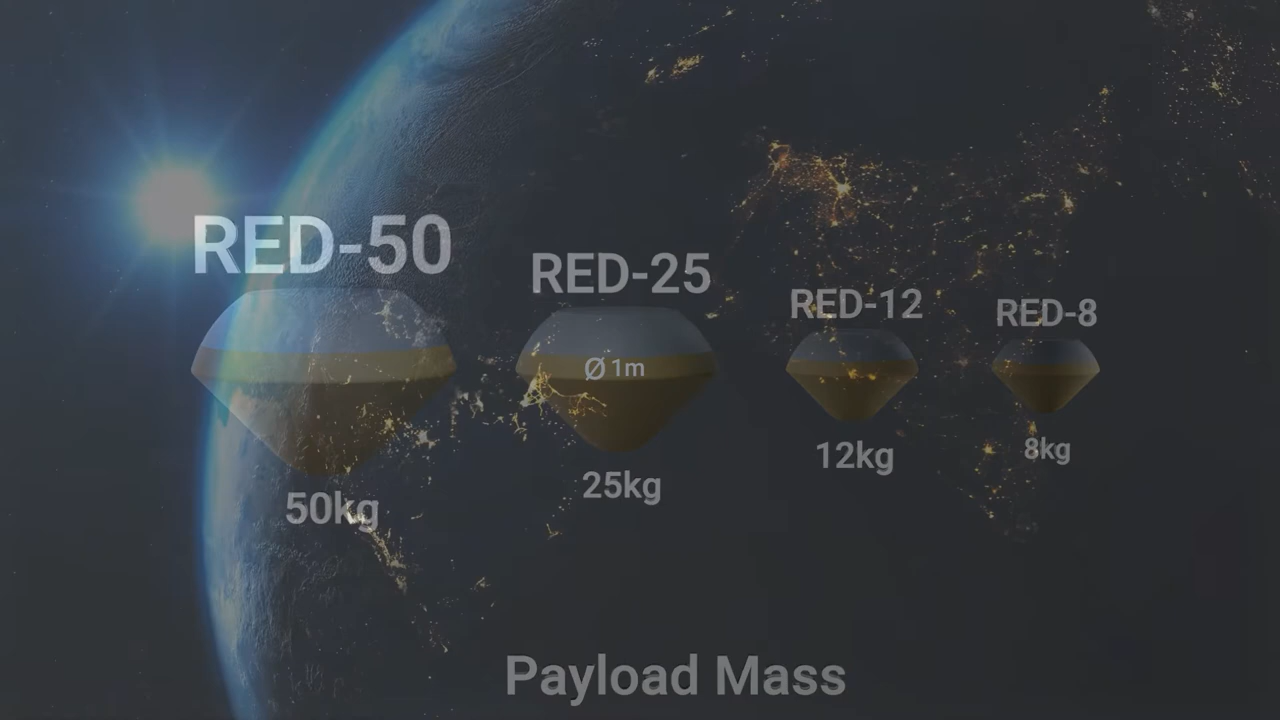 RED-50
RED-25
RED-12
RED-8
Ø 1m
50kg
25kg
12kg
8kg
Payload Mass